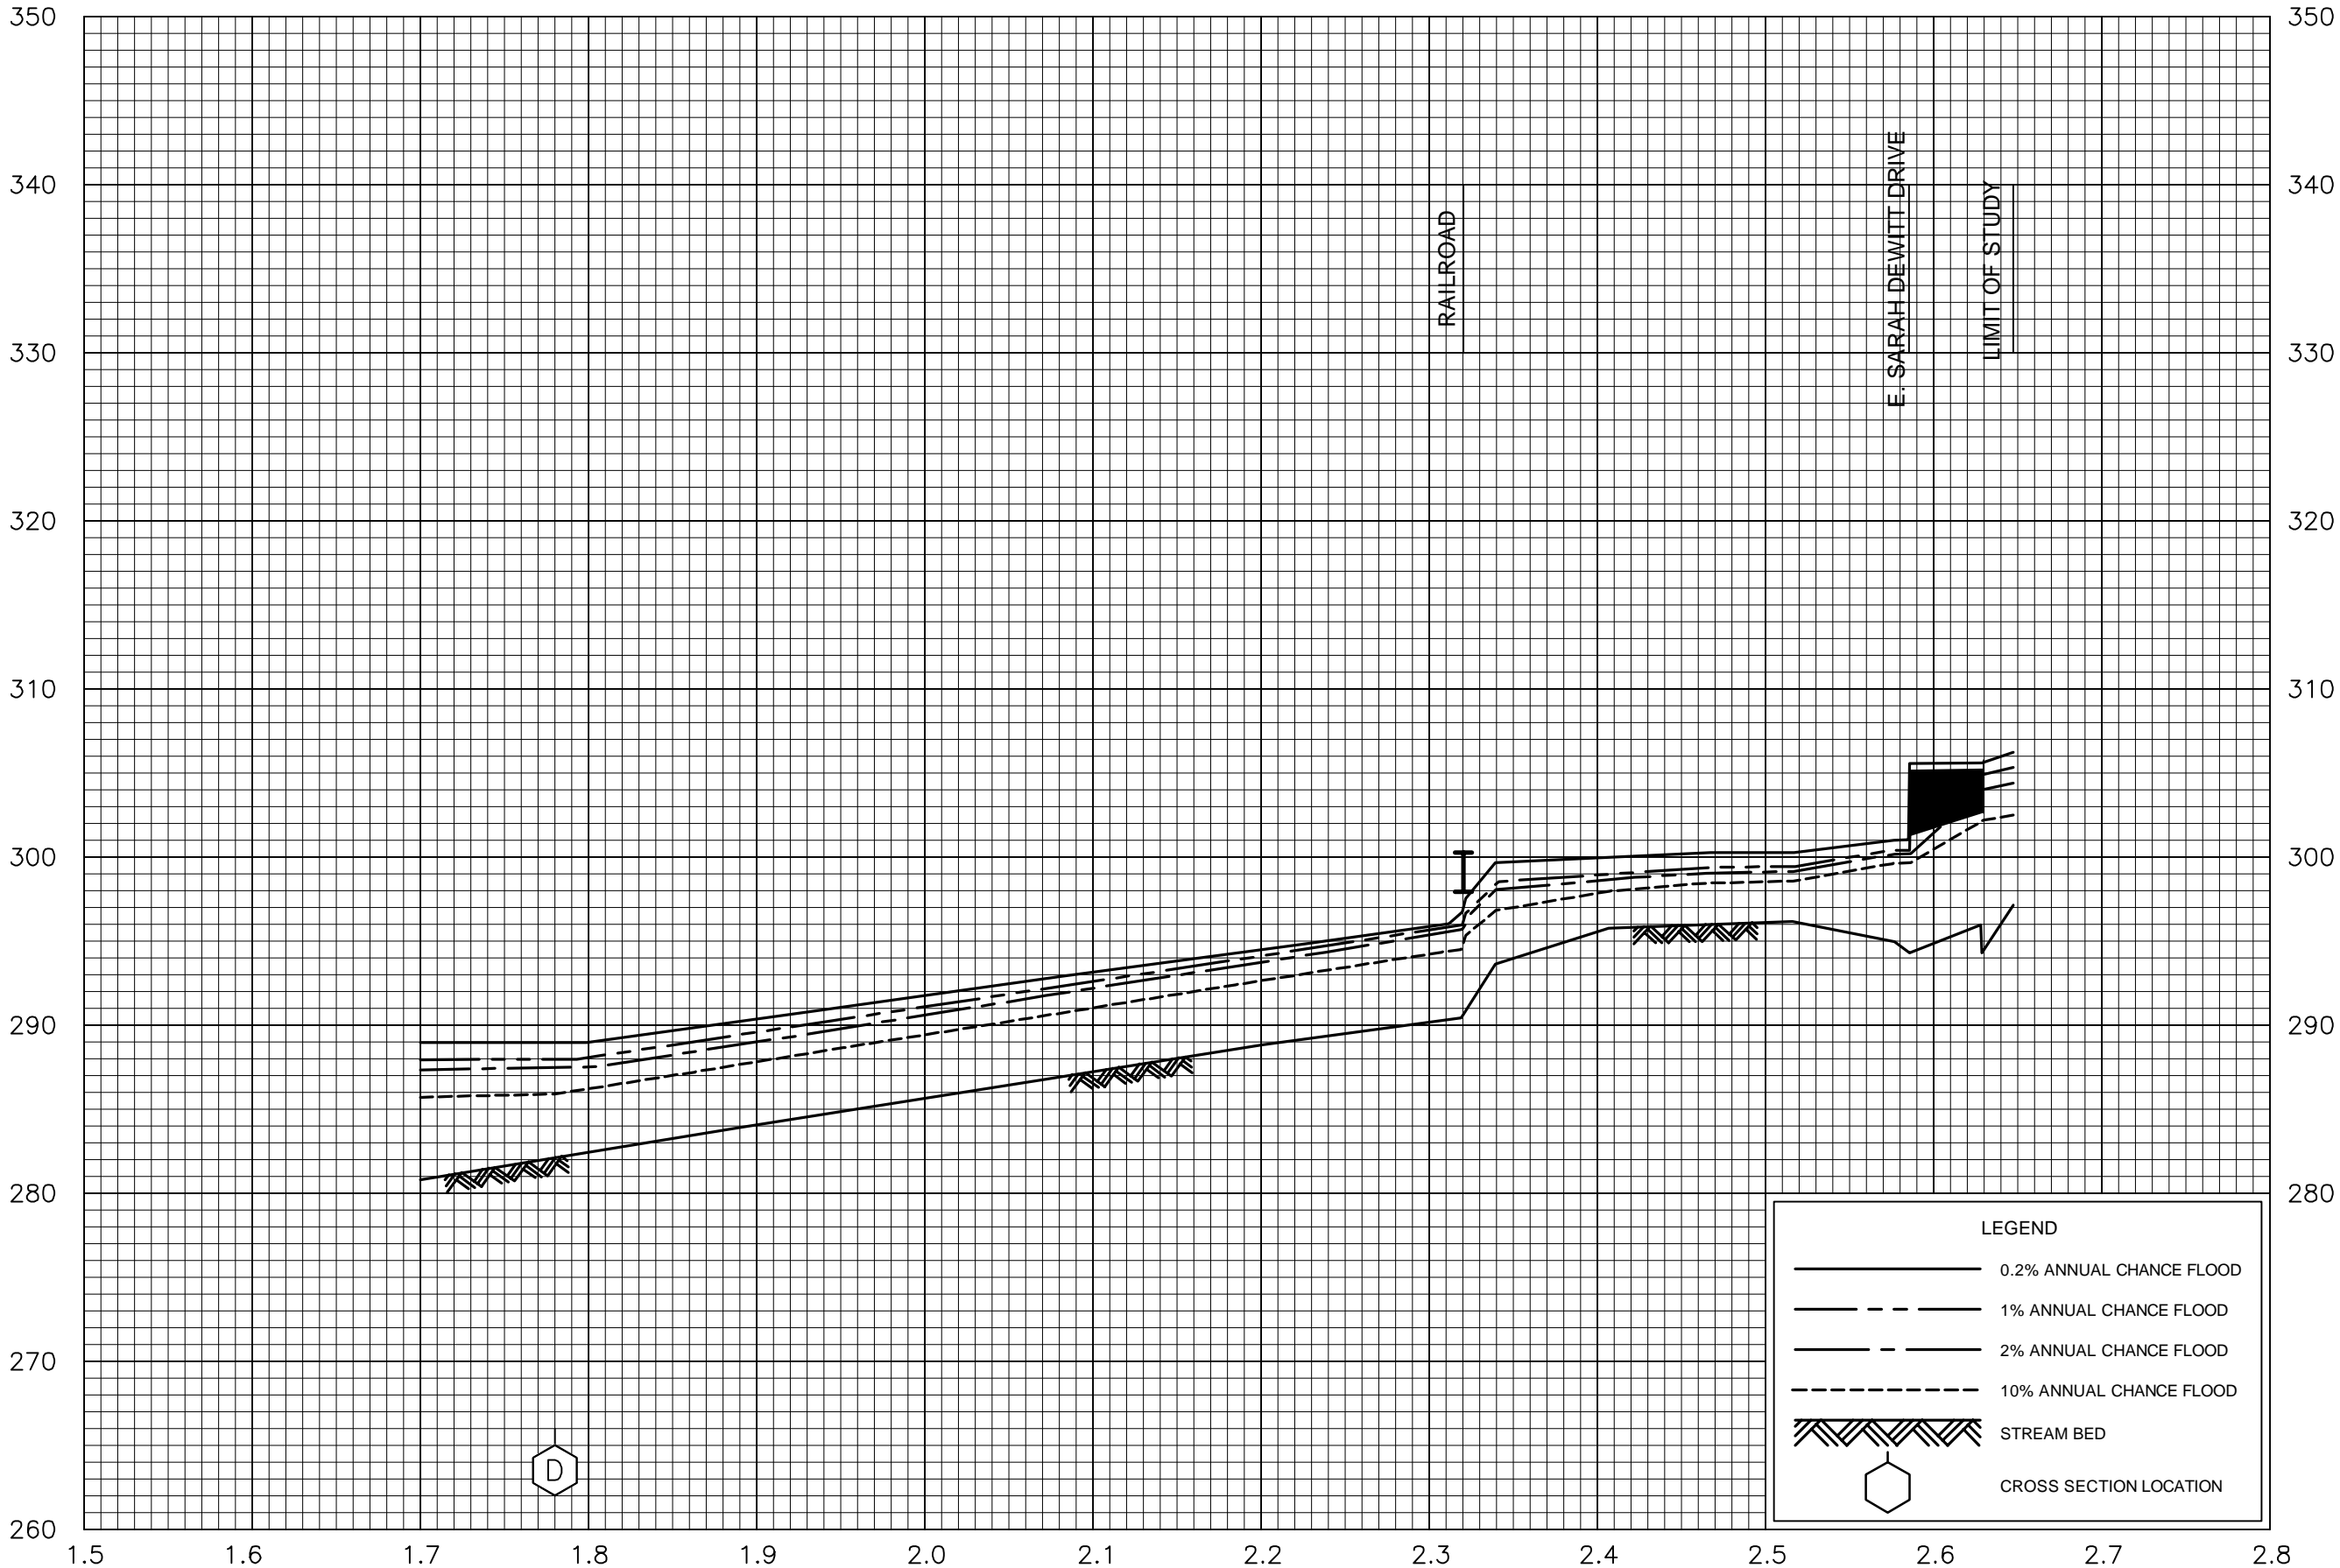 350
340
330
320
310
300
290
280
270
260
350
340
330
320
310
300
290
280
1.5
1.6
1.7
1.8
1.9
2.0
2.1
2.2
2.3
2.4
2.5
2.6
2.7
2.8
RAILROAD
E. SARAH DEWITT DRIVE
LIMIT OF STUDY
D
LEGEND
0.2% ANNUAL CHANCE FLOOD
1% ANNUAL CHANCE FLOOD
2% ANNUAL CHANCE FLOOD
10% ANNUAL CHANCE FLOOD
STREAM BED
CROSS SECTION LOCATION